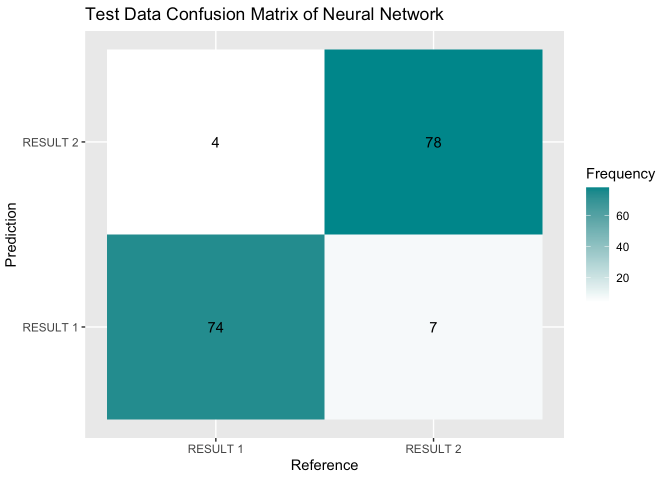 Test Data Confusion Matrix of Neural Network
RESULT 2
4
78
RESULT 1
74
7
RESULT 1
RESULT 2
Reference
Prediction
Frequency
60
40
20